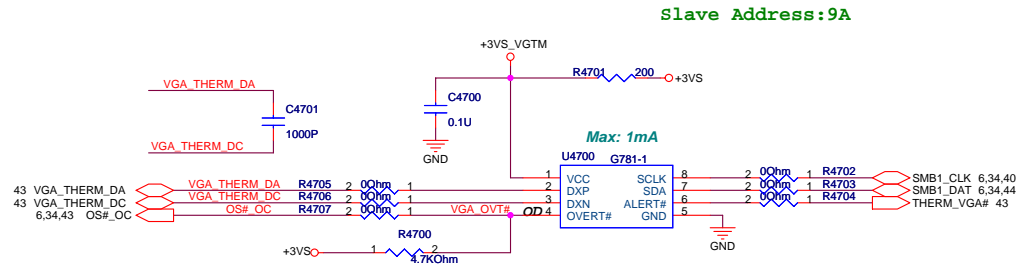 Slave Address:9A
+3VS_VGTM
R4701 200 +3VS
VGA_THERM_DA
C4701
1000P
VGA_THERM_DC
C4700
0.1U
GND
Max: 1mA
U4700 G781-1
1 VCC SCLK 8
2 DXP SDA 7
3 DXN ALERT# 6
4 OVERT# GND 5
43 VGA_THERM_DA VGA_THERM_DA R4705 2 0Ohm 1
43 VGA_THERM_DC VGA_THERM_DC R4706 2 0Ohm 1
6,34,43 OS#_OC OS#_OC R4707 2 0Ohm 1 VGA_OVT# OD
2 0Ohm 1 R4702 SMB1_CLK 6,34,40
2 0Ohm 1 R4703 SMB1_DAT 6,34,44
2 0Ohm 1 R4704 THERM_VGA# 43
GND
+3VS 1 R4700 2
4.7KOhm